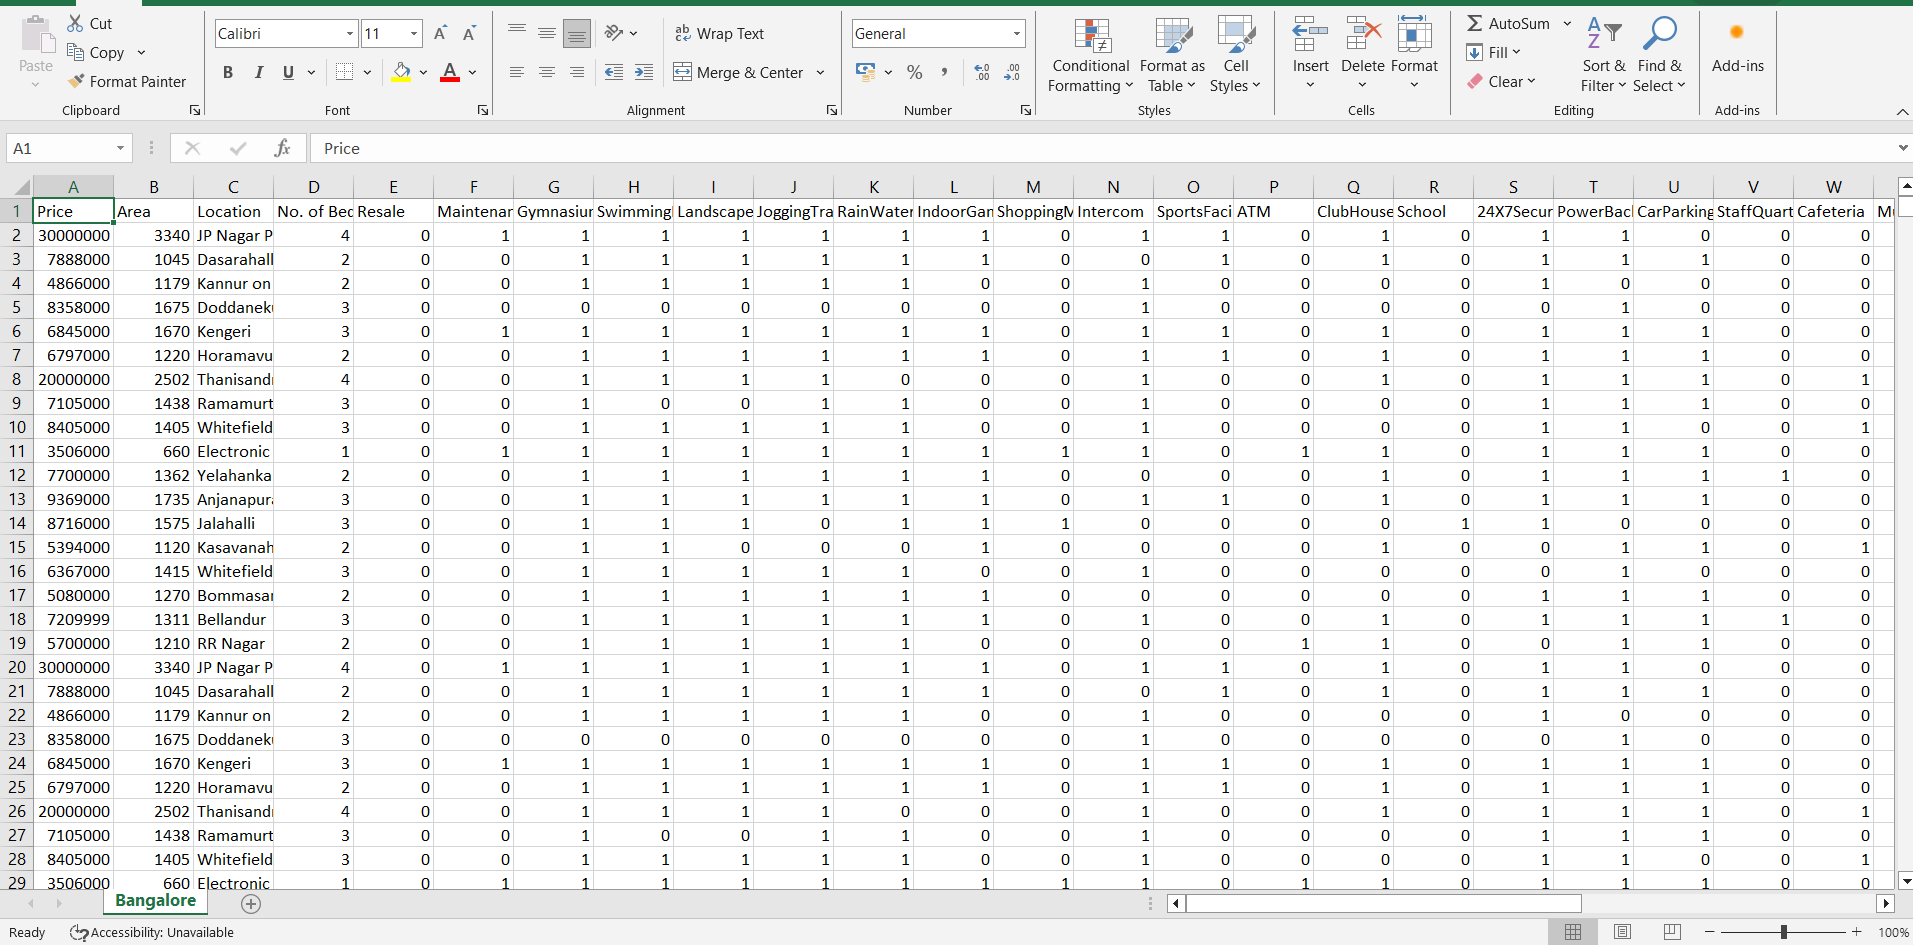 Cut
Calibri 11 Wrap Text General AutoSum
Copy Fill
Paste Format Painter B I U A Merge & Center % , Conditional Formatting Format as Table Cell Styles Insert Delete Format Clear Sort & Filter Find & Select Add-ins
Clipboard Font Alignment Number Styles Cells Editing Add-ins
A1 fx Price
A B C D E F G H I J K L M N O P Q R S T U V W
1 Price Area Location No. of Bec Resale Maintenar Gymnasiur Swimming Landscape JoggingTra RainWater IndoorGan ShoppingM Intercom SportsFaci ATM ClubHouse School 24X7Secur PowerBac CarParking StaffQuart Cafeteria Mu
2 30000000 3340 JP Nagar P 4 0 1 1 1 1 1 1 1 0 1 1 0 1 0 1 1 0 0 0
3 7888000 1045 Dasarahall 2 0 0 1 1 1 1 1 1 0 0 1 0 1 0 1 1 1 0 0
4 4866000 1179 Kannur on 2 0 0 1 1 1 1 1 0 0 1 0 0 0 0 1 0 0 0 0
5 8358000 1675 Doddanek 3 0 0 0 0 0 0 0 0 0 1 0 0 0 0 0 1 0 0 0
6 6845000 1670 Kengeri 3 0 1 1 1 1 1 1 1 0 1 1 0 1 0 1 1 1 0 0
7 6797000 1220 Horamavu 2 0 0 1 1 1 1 1 1 0 1 1 0 1 0 1 1 1 0 0
8 20000000 2502 Thanisand 4 0 0 1 1 1 1 0 0 0 1 0 0 1 0 1 1 1 0 1
9 7105000 1438 Ramamurt 3 0 0 1 0 0 1 1 0 0 1 0 0 0 0 1 1 1 0 0
10 8405000 1405 Whitefield 3 0 0 1 1 1 1 1 0 0 1 0 0 0 0 1 1 0 0 1
11 3506000 660 Electronic 1 0 1 1 1 1 1 1 1 1 1 0 1 1 0 1 1 1 0 0
12 7700000 1362 Yelahanka 2 0 0 1 1 1 1 1 1 0 0 0 0 1 0 1 1 1 1 0
13 9369000 1735 Anjanapur 3 0 0 1 1 1 1 1 1 0 1 1 0 1 0 1 1 1 0 0
14 8716000 1575 Jalahalli 3 0 0 1 1 1 0 1 1 1 0 0 0 0 1 1 0 0 0 0
15 5394000 1120 Kasavanah 2 0 0 1 1 0 0 0 1 0 0 0 0 1 0 0 1 1 0 1
16 6367000 1415 Whitefield 3 0 0 1 1 1 1 1 0 0 1 0 0 0 0 0 1 0 0 0
17 5080000 1270 Bommasar 2 0 0 1 1 1 1 1 1 0 0 0 0 0 0 1 1 1 0 0
18 7209999 1311 Bellandur 3 0 0 1 1 1 1 1 1 0 1 0 0 1 0 1 1 1 1 0
19 5700000 1210 RR Nagar 2 0 0 1 1 1 1 1 0 0 0 0 1 1 0 0 1 1 0 0
20 30000000 3340 JP Nagar P 4 0 1 1 1 1 1 1 1 0 1 1 0 1 0 1 1 0 0 0
21 7888000 1045 Dasarahall 2 0 0 1 1 1 1 1 1 0 0 1 0 1 0 1 1 1 0 0
22 4866000 1179 Kannur on 2 0 0 1 1 1 1 1 0 0 1 0 0 0 0 1 0 0 0 0
23 8358000 1675 Doddanek 3 0 0 0 0 0 0 0 0 0 1 0 0 0 0 0 1 0 0 0
24 6845000 1670 Kengeri 3 0 1 1 1 1 1 1 1 0 1 1 0 1 0 1 1 1 0 0
25 6797000 1220 Horamavu 2 0 0 1 1 1 1 1 1 0 1 1 0 1 0 1 1 1 0 0
26 20000000 2502 Thanisand 4 0 0 1 1 1 1 0 0 0 1 0 0 1 0 1 1 1 0 1
27 7105000 1438 Ramamurt 3 0 0 1 0 0 1 1 0 0 1 0 0 0 0 1 1 1 0 0
28 8405000 1405 Whitefield 3 0 0 1 1 1 1 1 0 0 1 0 0 0 0 1 1 0 0 1
29 3506000 660 Electronic 1 0 1 1 1 1 1 1 1 1 1 0 1 1 0 1 1 1 0 0
Bangalore
Ready Accessibility: Unavailable 100%